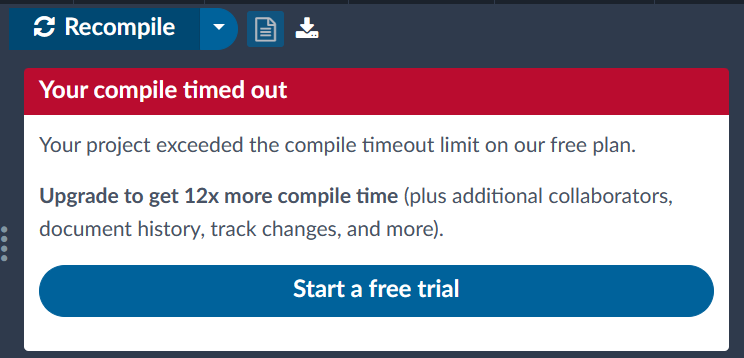 Recompile
Your compile timed out
Your project exceeded the compile timeout limit on our free plan.
Upgrade to get 12x more compile time (plus additional collaborators,
document history, track changes, and more).
Start a free trial